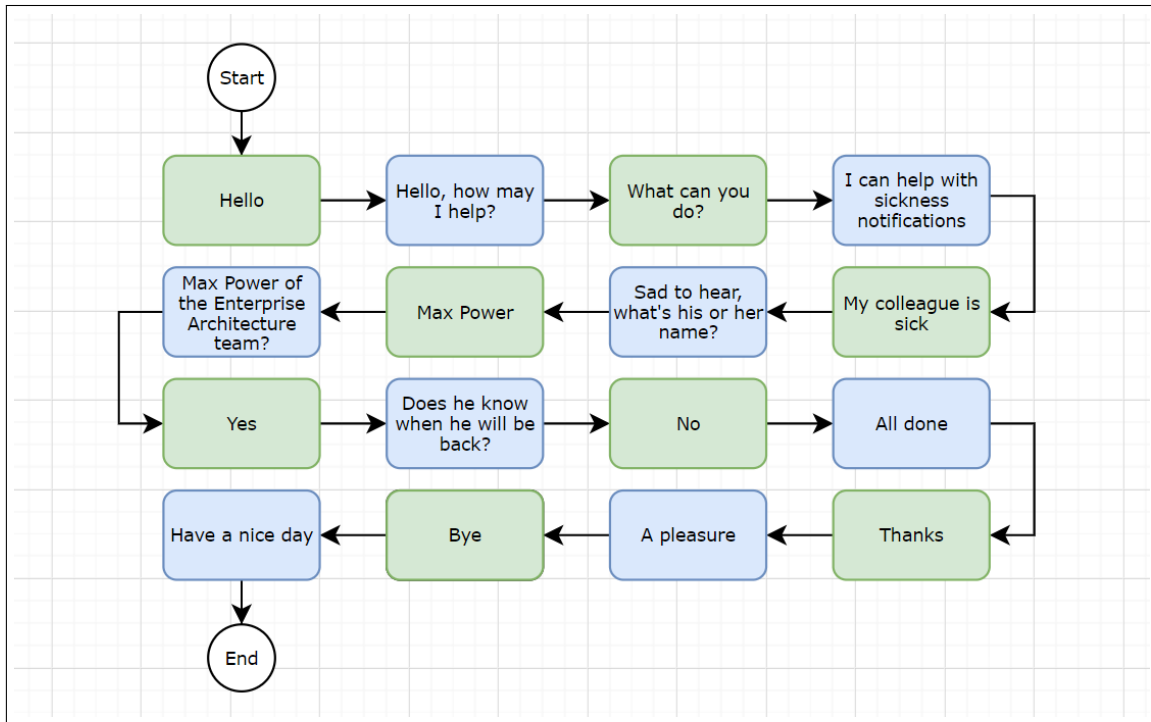 Start
Hello
Hello, how may
I help?
What can you
do?
I can help with
sickness
notifications
My colleague is
sick
Sad to hear,
what's his or her
name?
Max Power
Max Power of
the Enterprise
Architecture
team?
Yes
Does he know
when he will be
back?
No
All done
Thanks
A pleasure
Bye
Have a nice day
End